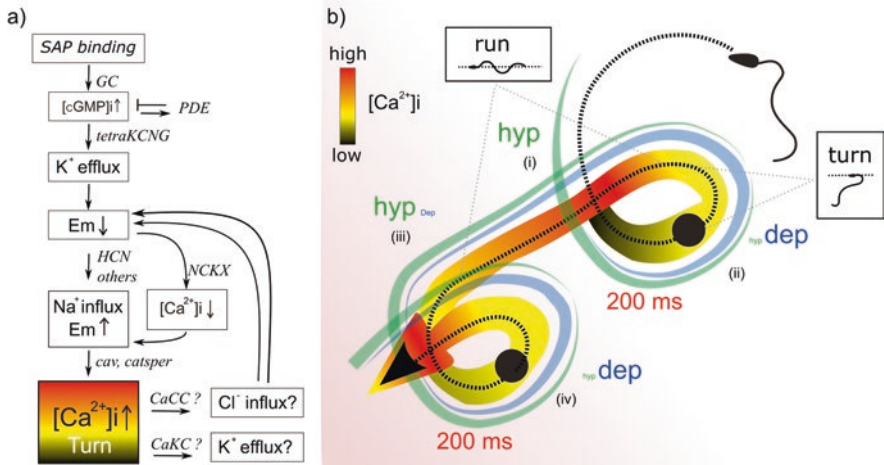 a)
SAP binding
GC
[cGMP]i↑
PDE
tetraKCNG
K⁺ efflux
Em ↓
HCN
others
NCKX
Na⁺influx
Em ↑
[Ca²⁺]i ↓
cav, catsper
[Ca²⁺]i ↑
Turn
CaCC ?
Cl⁻ influx?
CaKC ?
K⁺ efflux?
b)
high
low
[Ca²⁺]i
run
turn
hyp
(i)
hyp Dep
(iii)
hyp dep
(ii)
200 ms
hyp dep
(iv)
200 ms